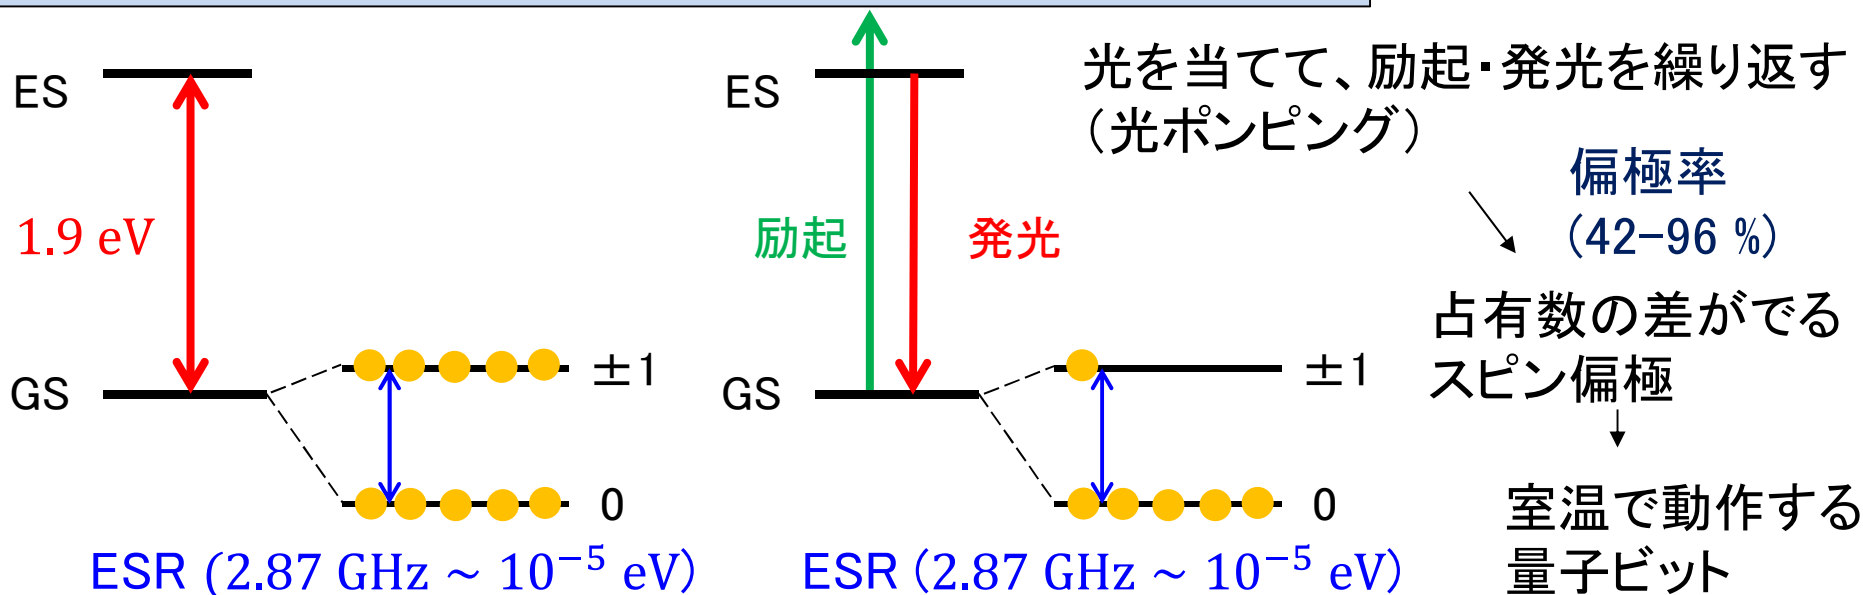 ES
1.9 eV
GS
±1
0
ESR (2.87 GHz ~ 10⁻⁵ eV)
ES
励起
発光
GS
±1
0
ESR (2.87 GHz ~ 10⁻⁵ eV)
光を当てて、励起・発光を繰り返す
(光ポンピング)
偏極率
(42-96 %)
占有数の差がでる
スピン偏極
室温で動作する
量子ビット